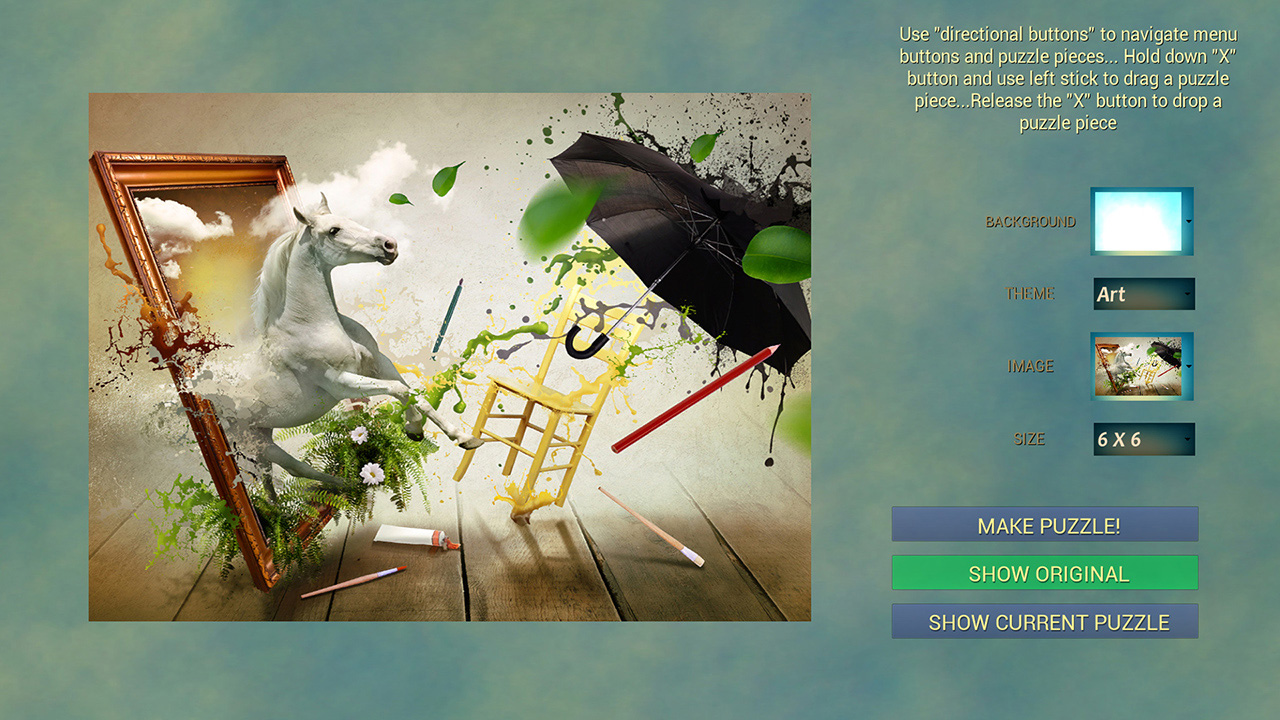 Use "directional buttons" to navigate menu
buttons and puzzle pieces... Hold down "X"
button and use left stick to drag a puzzle
piece...Release the "X" button to drop a
puzzle piece
BACKGROUND
THEME
Art
IMAGE
SIZE
6 X 6
MAKE PUZZLE!
SHOW ORIGINAL
SHOW CURRENT PUZZLE